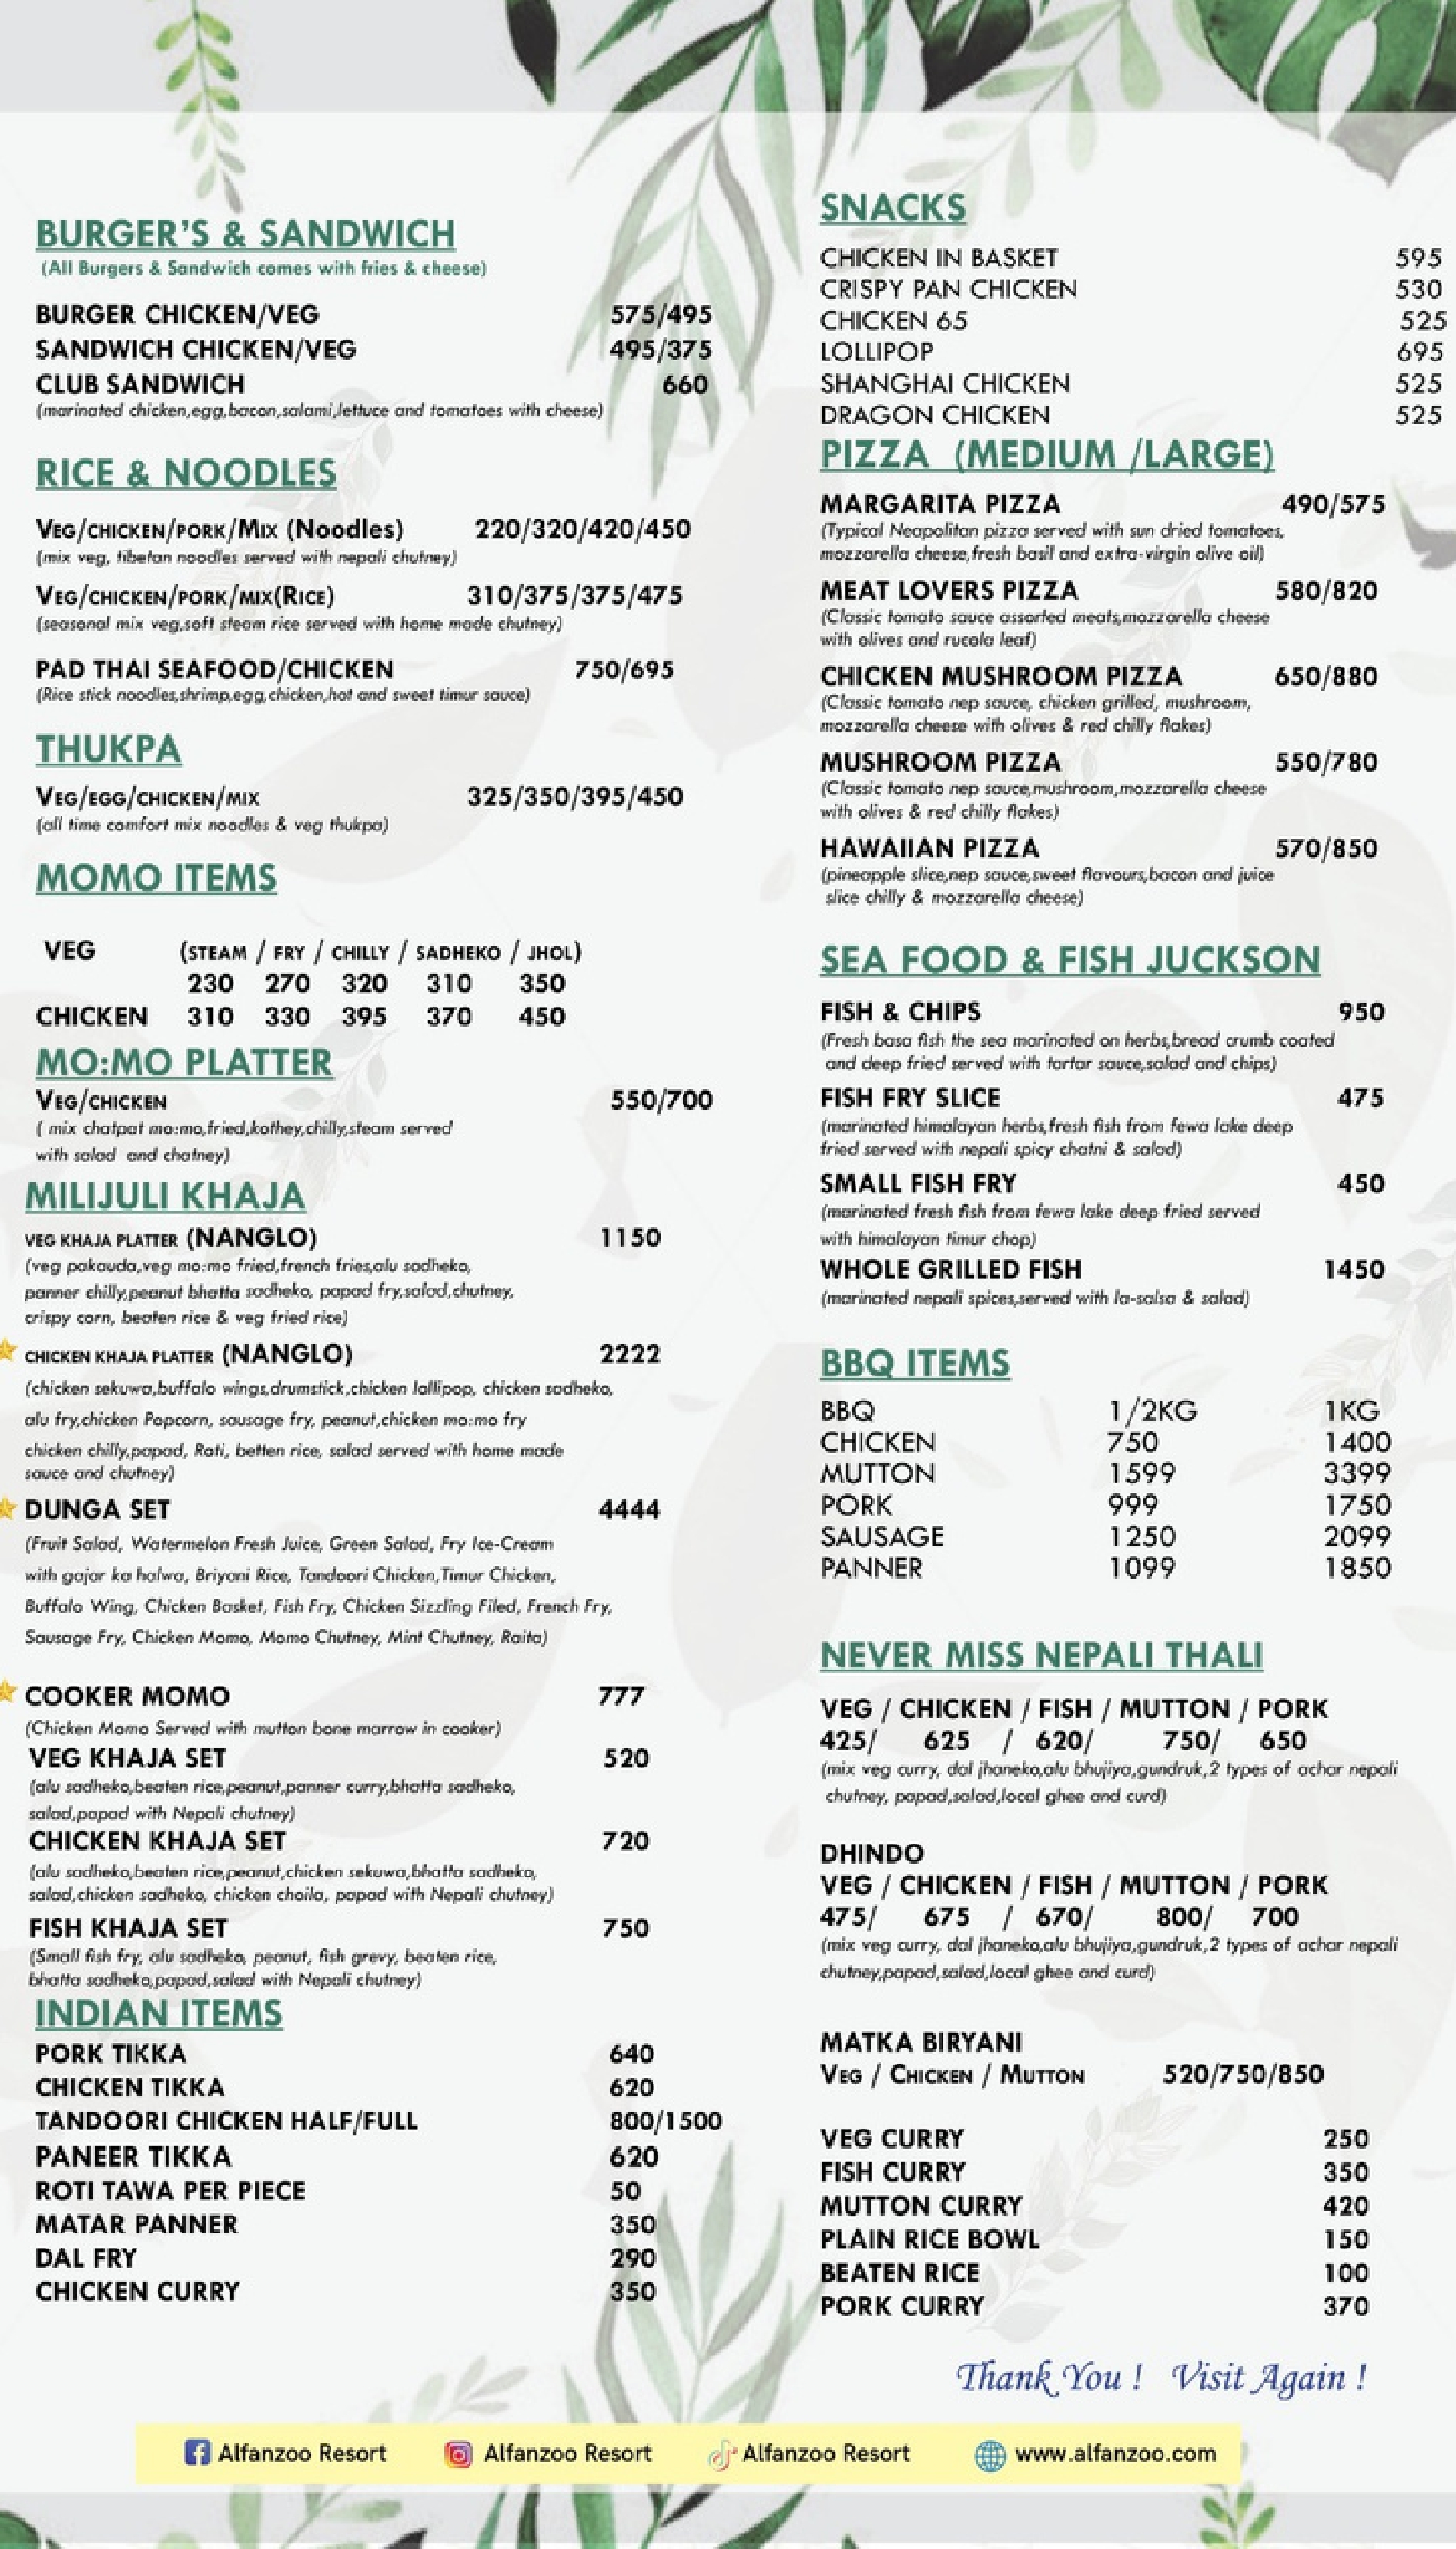 BURGER'S & SANDWICH
(All Burgers & Sandwich comes with fries & cheese)
BURGER CHICKEN/VEG 575/495
SANDWICH CHICKEN/VEG 495/375
CLUB SANDWICH 660
(marinated chicken,egg,bacon,salami,lettuce and tomatoes with cheese)
RICE & NOODLES
VEG/CHICKEN/PORK/MIX (Noodles) 220/320/420/450
(mix veg, tibetan noodles served with nepali chutney)
VEG/CHICKEN/PORK/MIX(RICE) 310/375/375/475
(seasonal mix veg,soft steam rice served with home made chutney)
PAD THAI SEAFOOD/CHICKEN 750/695
(Rice stick noodles,shrimp,egg,chicken,hot and sweet timur sauce)
THUKPA
VEG/EGG/CHICKEN/MIX 325/350/395/450
(all time comfort mix noodles & veg thukpa)
MOMO ITEMS
VEG (STEAM / FRY / CHILLY / SADHEKO / JHOL)
230 270 320 310 350
CHICKEN 310 330 395 370 450
MO:MO PLATTER
VEG/CHICKEN 550/700
( mix chatpat mo:mo,fried,kothey,chilly,steam served
with salad and chatney)
MILIJULI KHAJA
VEG KHAJA PLATTER (NANGLO) 1150
(veg pakauda,veg mo:mo fried,french fries,alu sadheko,
panner chilly,peanut bhatta sadheko, papad fry,salad,chutney,
crispy corn, beaten rice & veg fried rice)
CHICKEN KHAJA PLATTER (NANGLO) 2222
(chicken sekuwa,buffalo wings,drumstick,chicken lollipop, chicken sadheko,
alu fry,chicken Popcorn, sausage fry, peanut,chicken mo:mo fry
chicken chilly,papad, Roti, betten rice, salad served with home made
sauce and chutney)
DUNGA SET 4444
(Fruit Salad, Watermelon Fresh Juice, Green Salad, Fry Ice-Cream
with gajar ka halwa, Briyani Rice, Tandoori Chicken,Timur Chicken,
Buffalo Wing, Chicken Basket, Fish Fry, Chicken Sizzling Filed, French Fry,
Sausage Fry, Chicken Momo, Momo Chutney, Mint Chutney, Raita)
COOKER MOMO 777
(Chicken Momo Served with mutton bone marrow in cooker)
VEG KHAJA SET 520
(alu sadheko,beaten rice,peanut,panner curry,bhatta sadheko,
salad,papad with Nepali chutney)
CHICKEN KHAJA SET 720
(alu sadheko,beaten rice,peanut,chicken sekuwa,bhatta sadheko,
salad,chicken sadheko, chicken choila, papad with Nepali chutney)
FISH KHAJA SET 750
(Small fish fry, alu sadheko, peanut, fish grevy, beaten rice,
bhatta sadheko,papad,salad with Nepali chutney)
INDIAN ITEMS
PORK TIKKA 640
CHICKEN TIKKA 620
TANDOORI CHICKEN HALF/FULL 800/1500
PANEER TIKKA 620
ROTI TAWA PER PIECE 50
MATAR PANNER 350
DAL FRY 290
CHICKEN CURRY 350
SNACKS
CHICKEN IN BASKET 595
CRISPY PAN CHICKEN 530
CHICKEN 65 525
LOLLIPOP 695
SHANGHAI CHICKEN 525
DRAGON CHICKEN 525
PIZZA (MEDIUM /LARGE)
MARGARITA PIZZA 490/575
(Typical Neapolitan pizza served with sun dried tomatoes,
mozzarella cheese,fresh basil and extra-virgin olive oil)
MEAT LOVERS PIZZA 580/820
(Classic tomato sauce assorted meats,mozzarella cheese
with olives and rucola leaf)
CHICKEN MUSHROOM PIZZA 650/880
(Classic tomato nep sauce, chicken grilled, mushroom,
mozzarella cheese with olives & red chilly flakes)
MUSHROOM PIZZA 550/780
(Classic tomato nep sauce,mushroom,mozzarella cheese
with olives & red chilly flakes)
HAWAIIAN PIZZA 570/850
(pineapple slice,nep sauce,sweet flavours,bacon and juice
slice chilly & mozzarella cheese)
SEA FOOD & FISH JUCKSON
FISH & CHIPS 950
(Fresh basa fish the sea marinated on herbs,bread crumb coated
and deep fried served with tartar sauce,salad and chips)
FISH FRY SLICE 475
(marinated himalayan herbs,fresh fish from fewa lake deep
fried served with nepali spicy chatni & salad)
SMALL FISH FRY 450
(marinated fresh fish from fewa lake deep fried served
with himalayan timur chop)
WHOLE GRILLED FISH 1450
(marinated nepali spices,served with la-salsa & salad)
BBQ ITEMS
BBQ 1/2KG 1KG
CHICKEN 750 1400
MUTTON 1599 3399
PORK 999 1750
SAUSAGE 1250 2099
PANNER 1099 1850
NEVER MISS NEPALI THALI
VEG / CHICKEN / FISH / MUTTON / PORK
425/ 625 / 620/ 750/ 650
(mix veg curry, dal jhaneko,alu bhujiya,gundruk,2 types of achar nepali
chutney, papad,salad,local ghee and curd)
DHINDO
VEG / CHICKEN / FISH / MUTTON / PORK
475/ 675 / 670/ 800/ 700
(mix veg curry, dal jhaneko,alu bhujiya,gundruk,2 types of achar nepali
chutney,papad,salad,local ghee and curd)
MATKA BIRYANI
VEG / CHICKEN / MUTTON 520/750/850
VEG CURRY 250
FISH CURRY 350
MUTTON CURRY 420
PLAIN RICE BOWL 150
BEATEN RICE 100
PORK CURRY 370
Thank You ! Visit Again !
Alfanzoo Resort Alfanzoo Resort Alfanzoo Resort www.alfanzoo.com